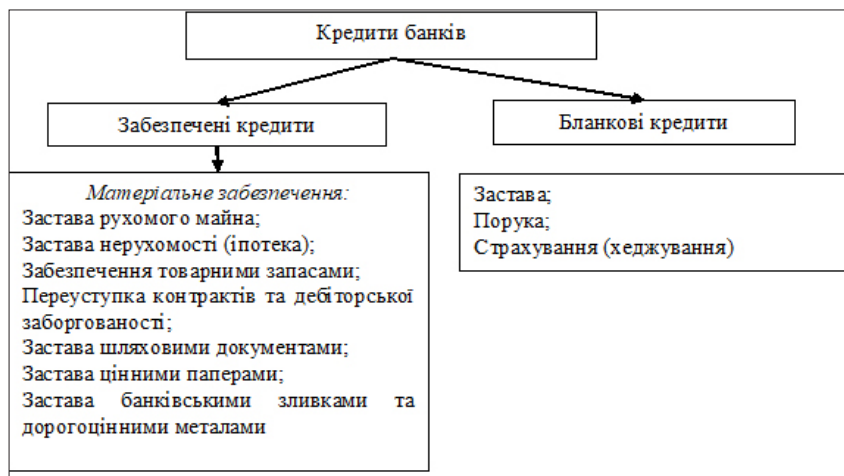 Кредити банків
Забезпечені кредити
Бланкові кредити
Матеріальне забезпечення:
Застава рухомого майна;
Застава нерухомості (іпотека);
Забезпечення товарними запасами;
Переуступка контрактів та дебіторської
заборгованості;
Застава шляховими документами;
Застава цінними паперами;
Застава банківськими зливками та
дорогоцінними металами
Застава;
Порука;
Страхування (хеджування)